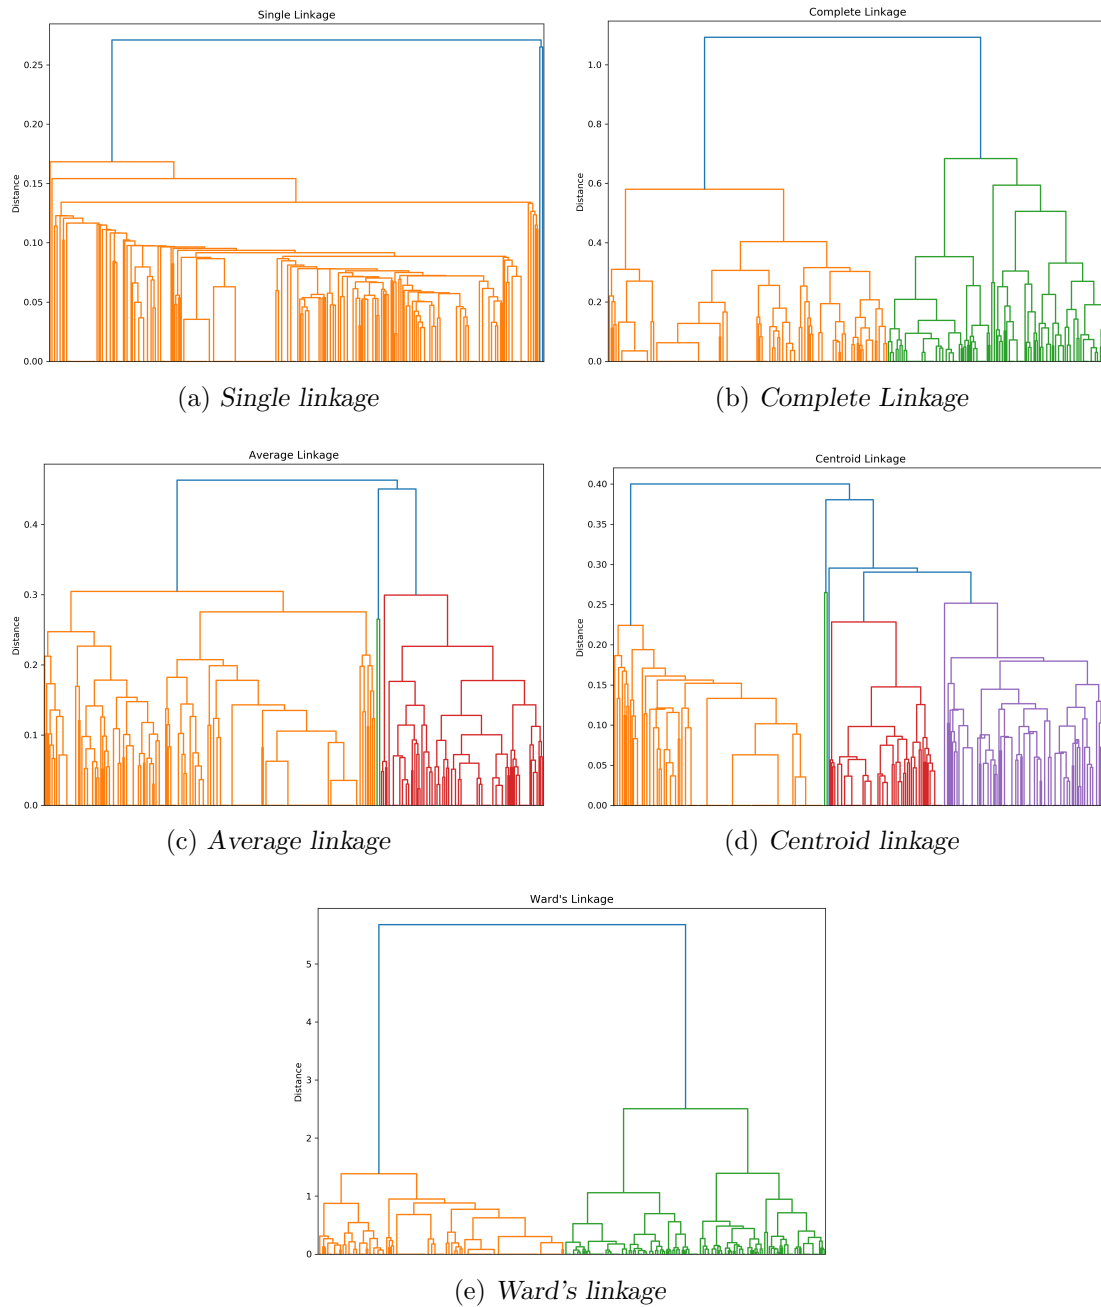 Single Linkage
0.25
0.20
0.15
0.10
0.05
0.00
Distance
(a) Single linkage
Complete Linkage
1.0
0.8
0.6
0.4
0.2
0.0
Distance
(b) Complete Linkage
Average Linkage
0.4
0.3
0.2
0.1
0.0
Distance
(c) Average linkage
Centroid Linkage
0.40
0.35
0.30
0.25
0.20
0.15
0.10
0.05
0.00
Distance
(d) Centroid linkage
Ward's Linkage
5
4
3
2
1
0
Distance
(e) Ward's linkage